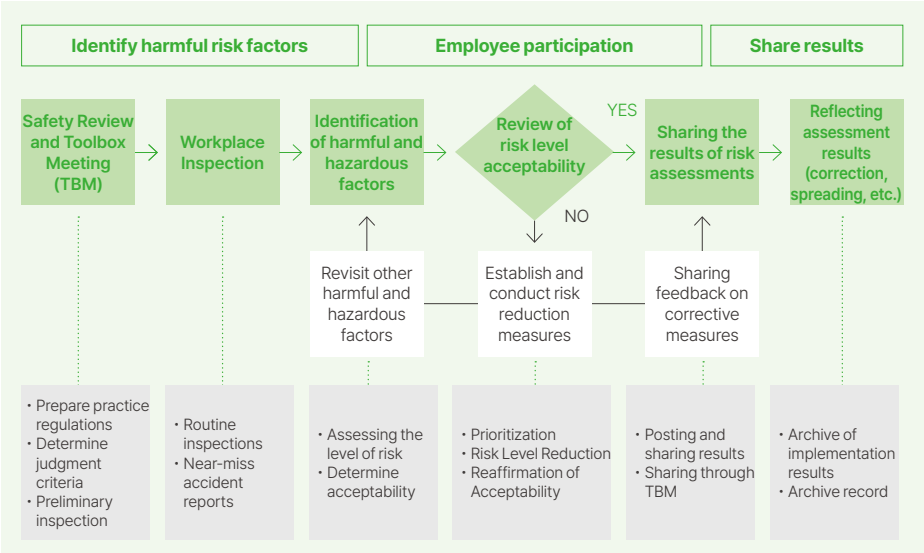 Identify harmful risk factors
Employee participation
Share results
Safety Review
and Toolbox
Meeting
(TBM)
Workplace
Inspection
Identification
of harmful and
hazardous
factors
Review of
risk level
acceptability
YES
NO
Sharing the
results of risk
assessments
Reflecting
assessment
results
(correction,
spreading, etc.)
Revisit other
harmful and
hazardous
factors
Establish and
conduct risk
reduction
measures
Sharing
feedback on
corrective
measures
• Prepare practice
regulations
• Determine
judgment
criteria
• Preliminary
inspection
• Routine
inspections
• Near-miss
accident
reports
• Assessing the
level of risk
• Determine
acceptability
• Prioritization
• Risk Level Reduction
• Reaffirmation of
Acceptability
• Posting and
sharing results
• Sharing through
TBM
• Archive of
implementation
results
• Archive record